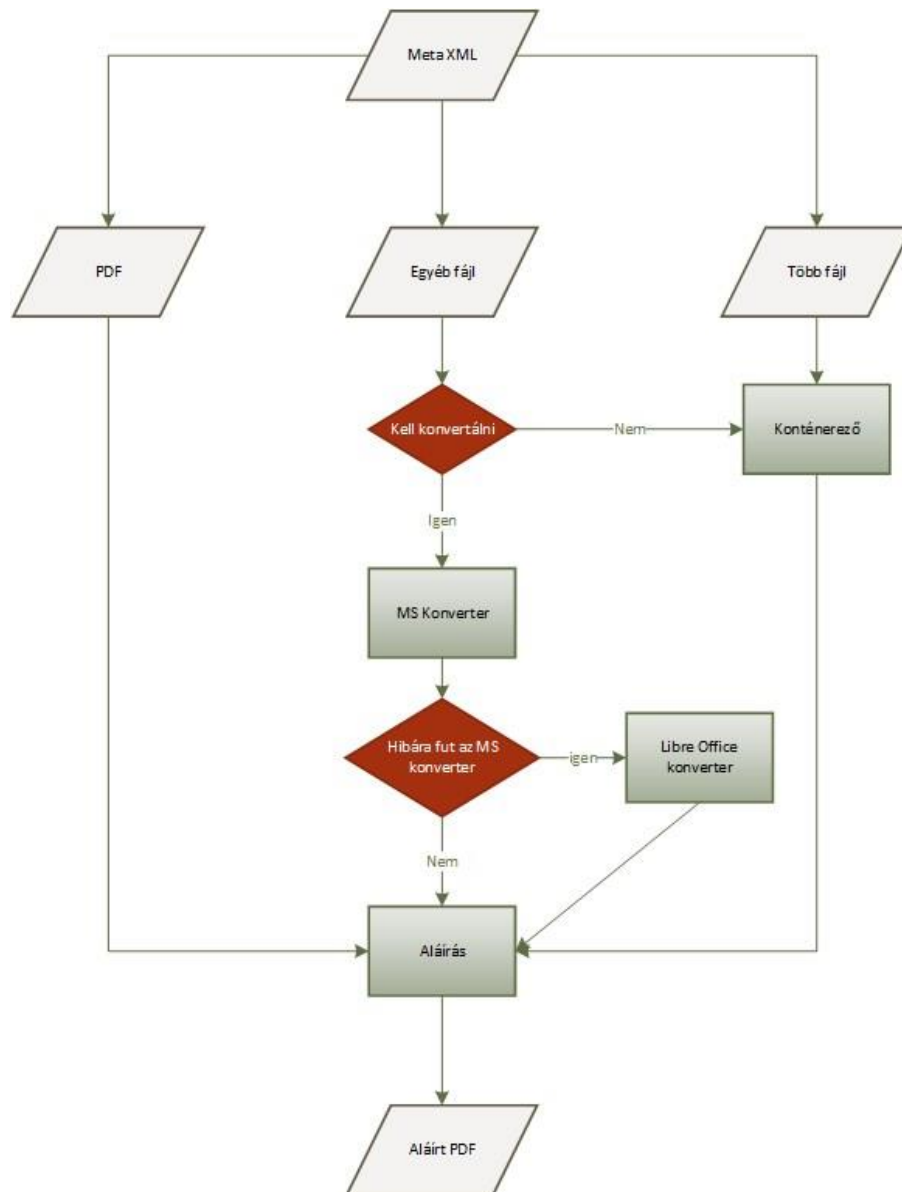 Meta XML
PDF
Egyéb fájl
Több fájl
Kell konvertálni
Nem
Konténerező
Igen
MS Konverter
Hibára fut az MS
konverter
igen
Libre Office
konverter
Nem
Aláírás
Aláírt PDF